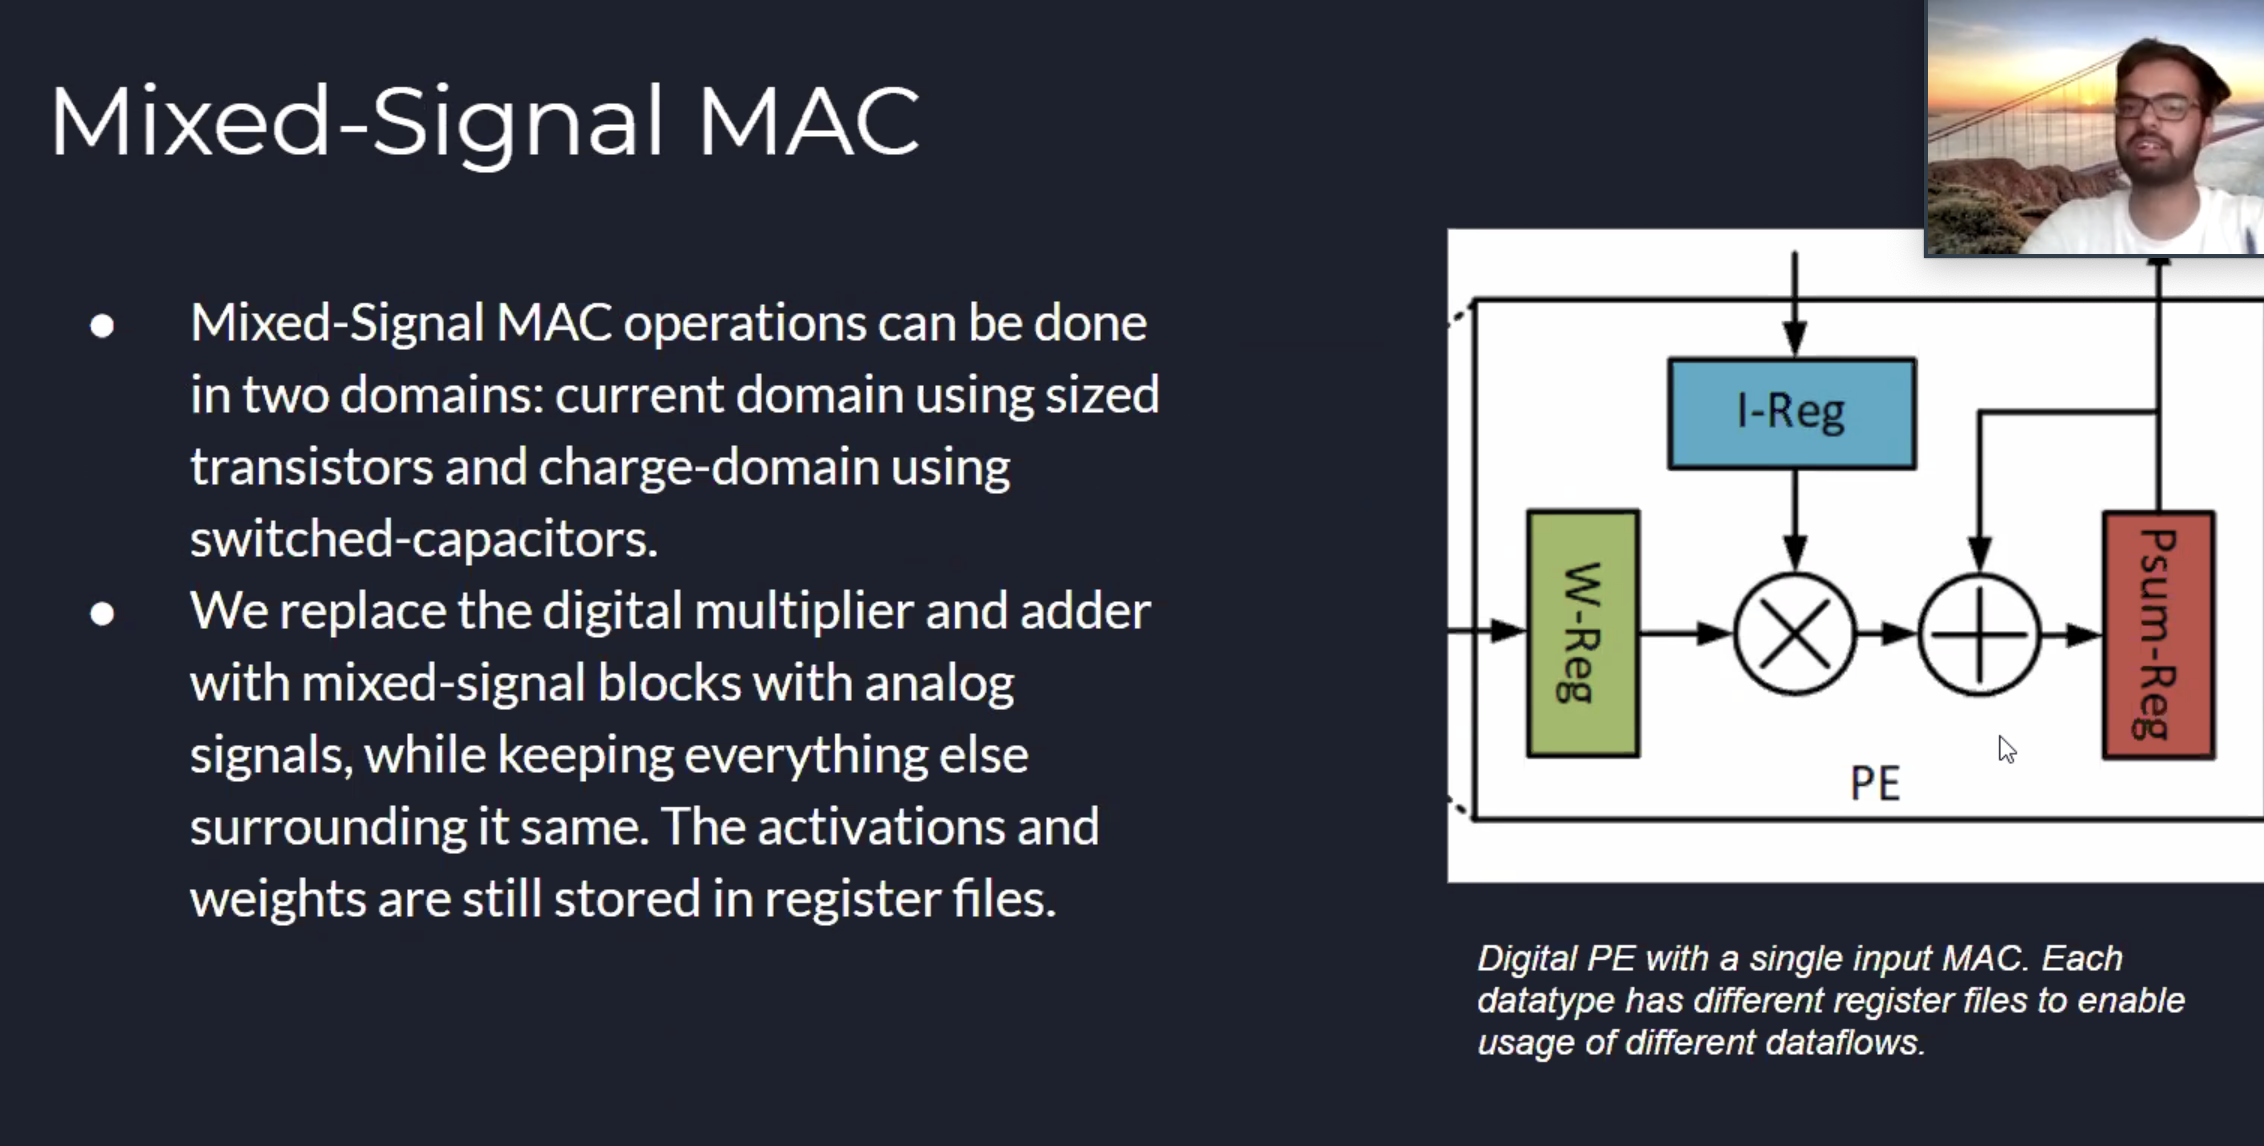 Mixed-Signal MAC
● Mixed-Signal MAC operations can be done
in two domains: current domain using sized
transistors and charge-domain using
switched-capacitors.
● We replace the digital multiplier and adder
with mixed-signal blocks with analog
signals, while keeping everything else
surrounding it same. The activations and
weights are still stored in register files.
I-Reg
W-Reg
Psum-Reg
PE
Digital PE with a single input MAC. Each
datatype has different register files to enable
usage of different dataflows.